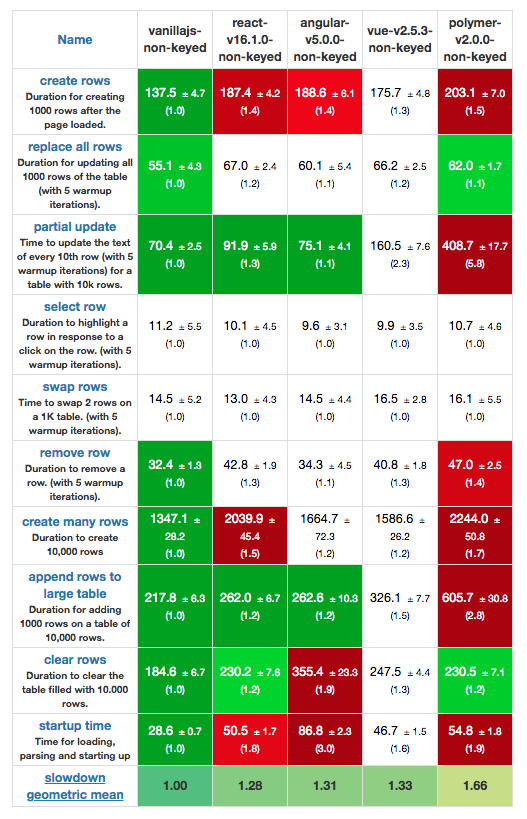 Name
vanillajs-
non-keyed
react-
v16.1.0-
non-keyed
angular-
v5.0.0-
non-keyed
vue-v2.5.3-
non-keyed
polymer-
v2.0.0-
non-keyed
create rows
Duration for creating
1000 rows after the
page loaded.
137.5 ± 4.7
(1.0)
187.4 ± 4.2
(1.4)
188.6 ± 6.1
(1.4)
175.7 ± 4.8
(1.3)
203.1 ± 7.0
(1.5)
replace all rows
Duration for updating all
1000 rows of the table
(with 5 warmup
iterations).
55.1 ± 4.3
(1.0)
67.0 ± 2.4
(1.2)
60.1 ± 5.4
(1.1)
66.2 ± 2.5
(1.2)
62.0 ± 1.7
(1.1)
partial update
Time to update the text
of every 10th row (with 5
warmup iterations) for a
table with 10k rows.
70.4 ± 2.5
(1.0)
91.9 ± 5.9
(1.3)
75.1 ± 4.1
(1.1)
160.5 ± 7.6
(2.3)
408.7 ± 17.7
(5.8)
select row
Duration to highlight a
row in response to a
click on the row. (with 5
warmup iterations).
11.2 ± 5.5
(1.0)
10.1 ± 4.5
(1.0)
9.6 ± 3.1
(1.0)
9.9 ± 3.5
(1.0)
10.7 ± 4.6
(1.0)
swap rows
Time to swap 2 rows on
a 1K table. (with 5
warmup iterations).
14.5 ± 5.2
(1.0)
13.0 ± 4.3
(1.0)
14.5 ± 4.4
(1.0)
16.5 ± 2.8
(1.0)
16.1 ± 5.5
(1.0)
remove row
Duration to remove a
row. (with 5 warmup
iterations).
32.4 ± 1.3
(1.0)
42.8 ± 1.9
(1.3)
34.3 ± 4.5
(1.1)
40.8 ± 1.8
(1.3)
47.0 ± 2.5
(1.4)
create many rows
Duration to create
10,000 rows
1347.1 ±
28.2
(1.0)
2039.9 ±
45.4
(1.5)
1664.7 ±
72.3
(1.2)
1586.6 ±
26.2
(1.2)
2244.0 ±
50.8
(1.7)
append rows to
large table
Duration for adding
1000 rows on a table of
10,000 rows.
217.8 ± 6.3
(1.0)
262.0 ± 6.7
(1.2)
262.6 ± 10.3
(1.2)
326.1 ± 7.7
(1.5)
605.7 ± 30.8
(2.8)
clear rows
Duration to clear the
table filled with 10.000
rows.
184.6 ± 6.7
(1.0)
230.2 ± 7.6
(1.2)
355.4 ± 23.3
(1.9)
247.5 ± 4.4
(1.3)
230.5 ± 7.1
(1.2)
startup time
Time for loading,
parsing and starting up
28.6 ± 0.7
(1.0)
50.5 ± 1.7
(1.8)
86.8 ± 2.3
(3.0)
46.7 ± 1.5
(1.6)
54.8 ± 1.8
(1.9)
slowdown
geometric mean
1.00
1.28
1.31
1.33
1.66